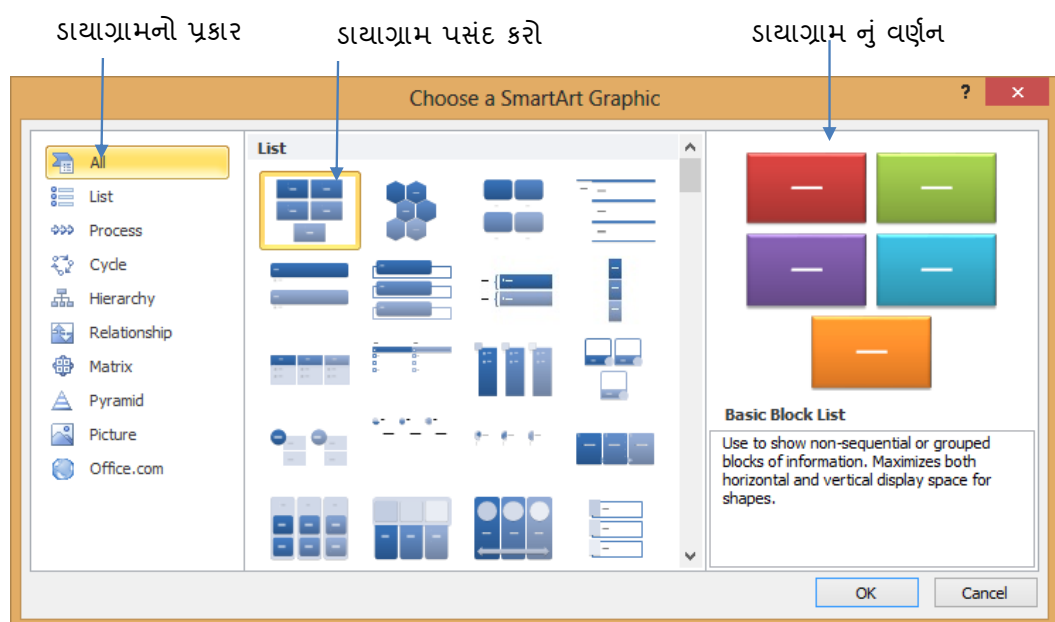 ડાયાગ્રામનો પ્રકાર
ડાયાગ્રામ પસંદ કરો
ડાયાગ્રામ નું વર્ણન
Choose a SmartArt Graphic
?
All
List
Process
Cycle
Hierarchy
Relationship
Matrix
Pyramid
Picture
Office.com
List
Basic Block List
Use to show non-sequential or grouped
blocks of information. Maximizes both
horizontal and vertical display space for
shapes.
OK
Cancel